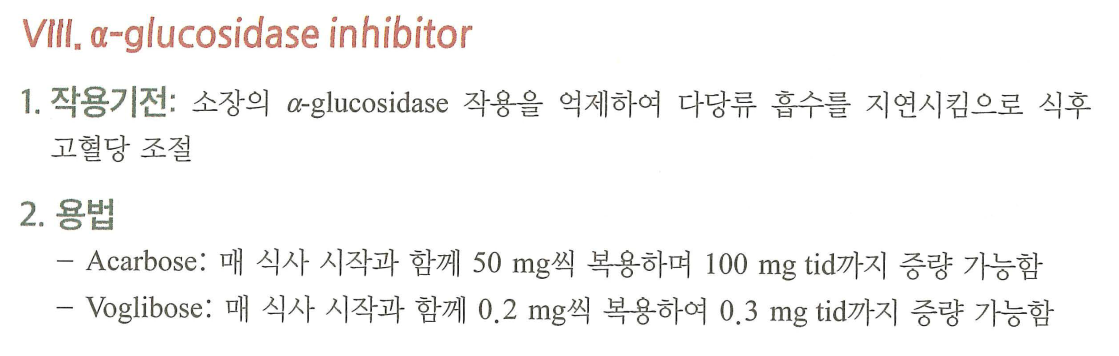 VIII. α-glucosidase inhibitor
1. 작용기전: 소장의 α-glucosidase 작용을 억제하여 다당류 흡수를 지연시킴으로 식후
고혈당 조절
2. 용법
– Acarbose: 매 식사 시작과 함께 50 mg씩 복용하며 100 mg tid까지 증량 가능함
– Voglibose: 매 식사 시작과 함께 0.2 mg씩 복용하여 0.3 mg tid까지 증량 가능함